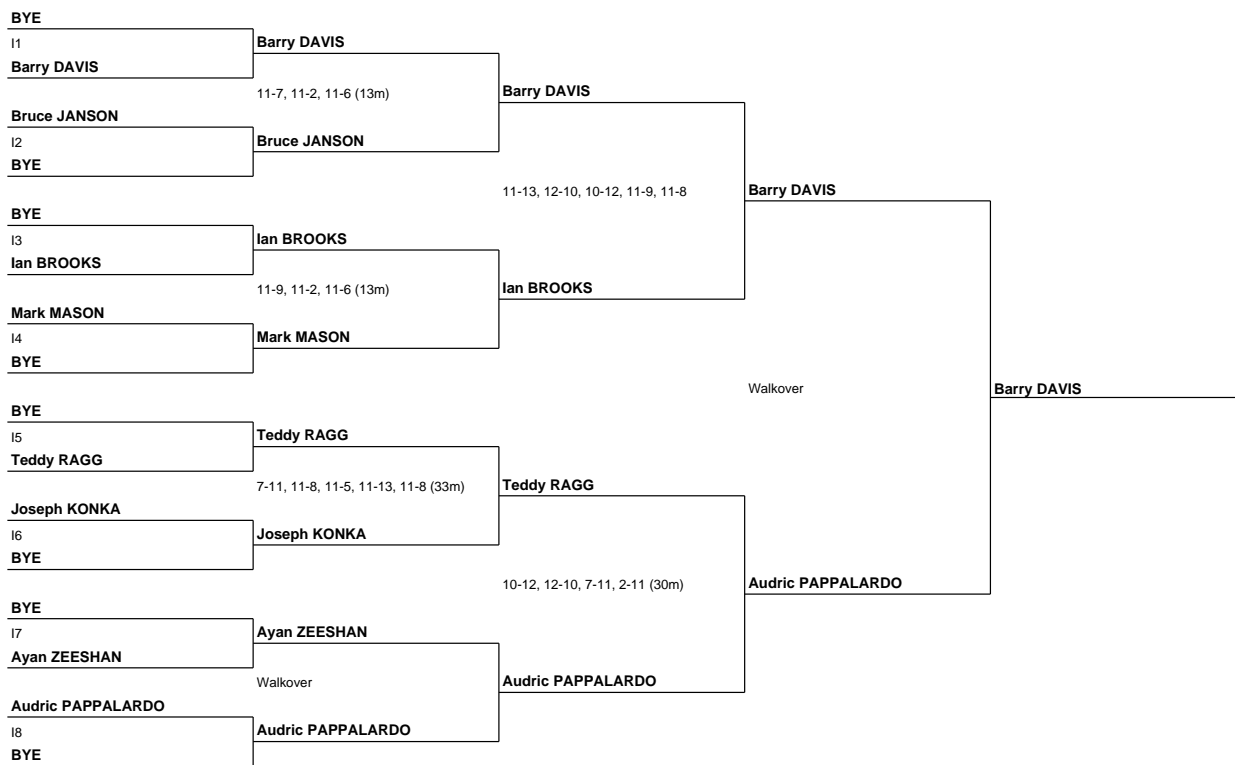 BYE
I1
Barry DAVIS
Bruce JANSON
I2
BYE
BYE
I3
Ian BROOKS
Mark MASON
I4
BYE
BYE
I5
Teddy RAGG
Joseph KONKA
I6
BYE
BYE
I7
Ayan ZEESHAN
Audric PAPPALARDO
I8
BYE
Barry DAVIS
11-7, 11-2, 11-6 (13m)
Bruce JANSON
Ian BROOKS
11-9, 11-2, 11-6 (13m)
Mark MASON
Teddy RAGG
7-11, 11-8, 11-5, 11-13, 11-8 (33m)
Joseph KONKA
Ayan ZEESHAN
Walkover
Audric PAPPALARDO
Barry DAVIS
11-13, 12-10, 10-12, 11-9, 11-8
Ian BROOKS
Teddy RAGG
10-12, 12-10, 7-11, 2-11 (30m)
Audric PAPPALARDO
Barry DAVIS
Walkover
Audric PAPPALARDO
Barry DAVIS